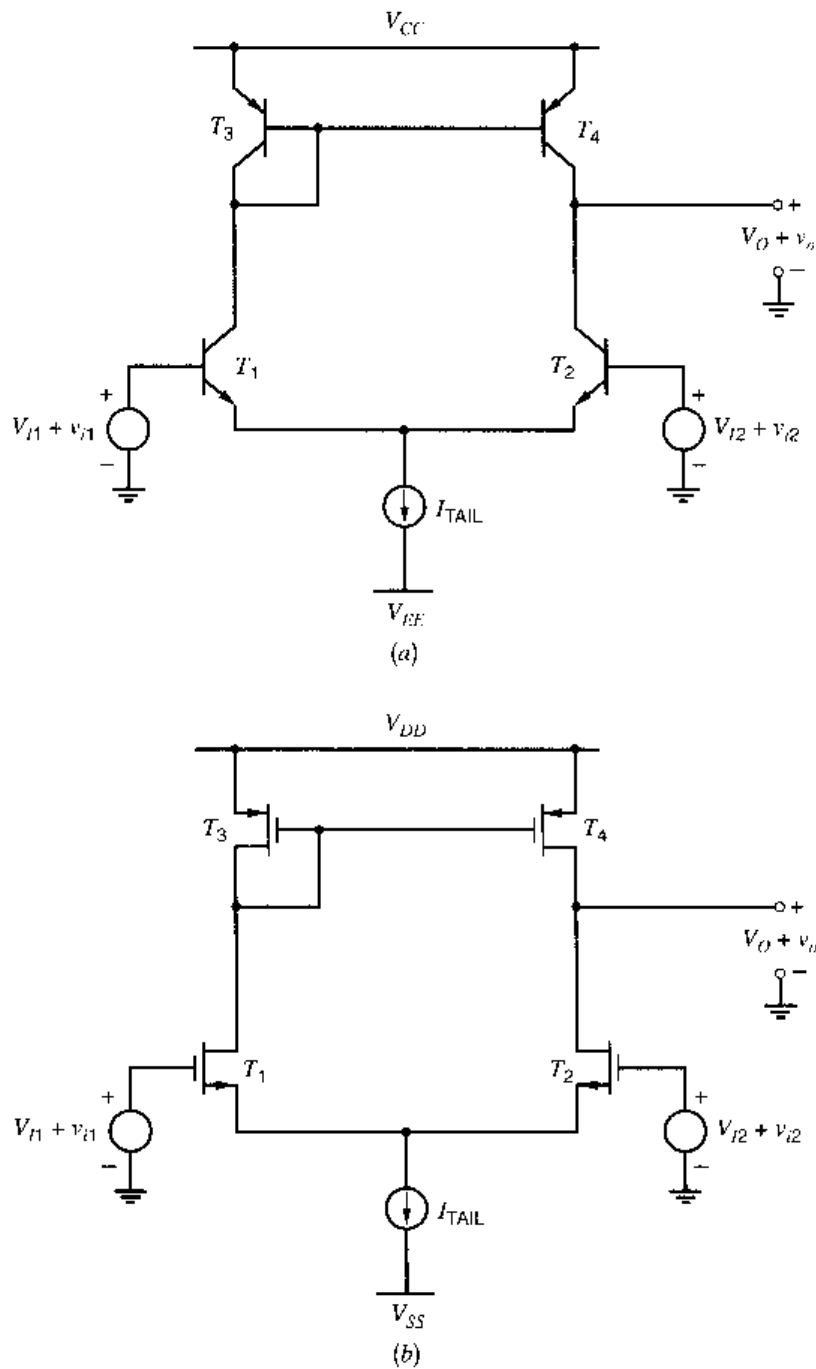 V_CC
T_3
T_4
+
V_O + v_o
−
T_1
T_2
+
V_I1 + v_i1
−
+
V_I2 + v_i2
−
I_TAIL
V_EE
(a)
V_DD
T_3
T_4
+
V_O + v_o
−
T_1
T_2
+
V_I1 + v_i1
−
+
V_I2 + v_i2
−
I_TAIL
V_SS
(b)